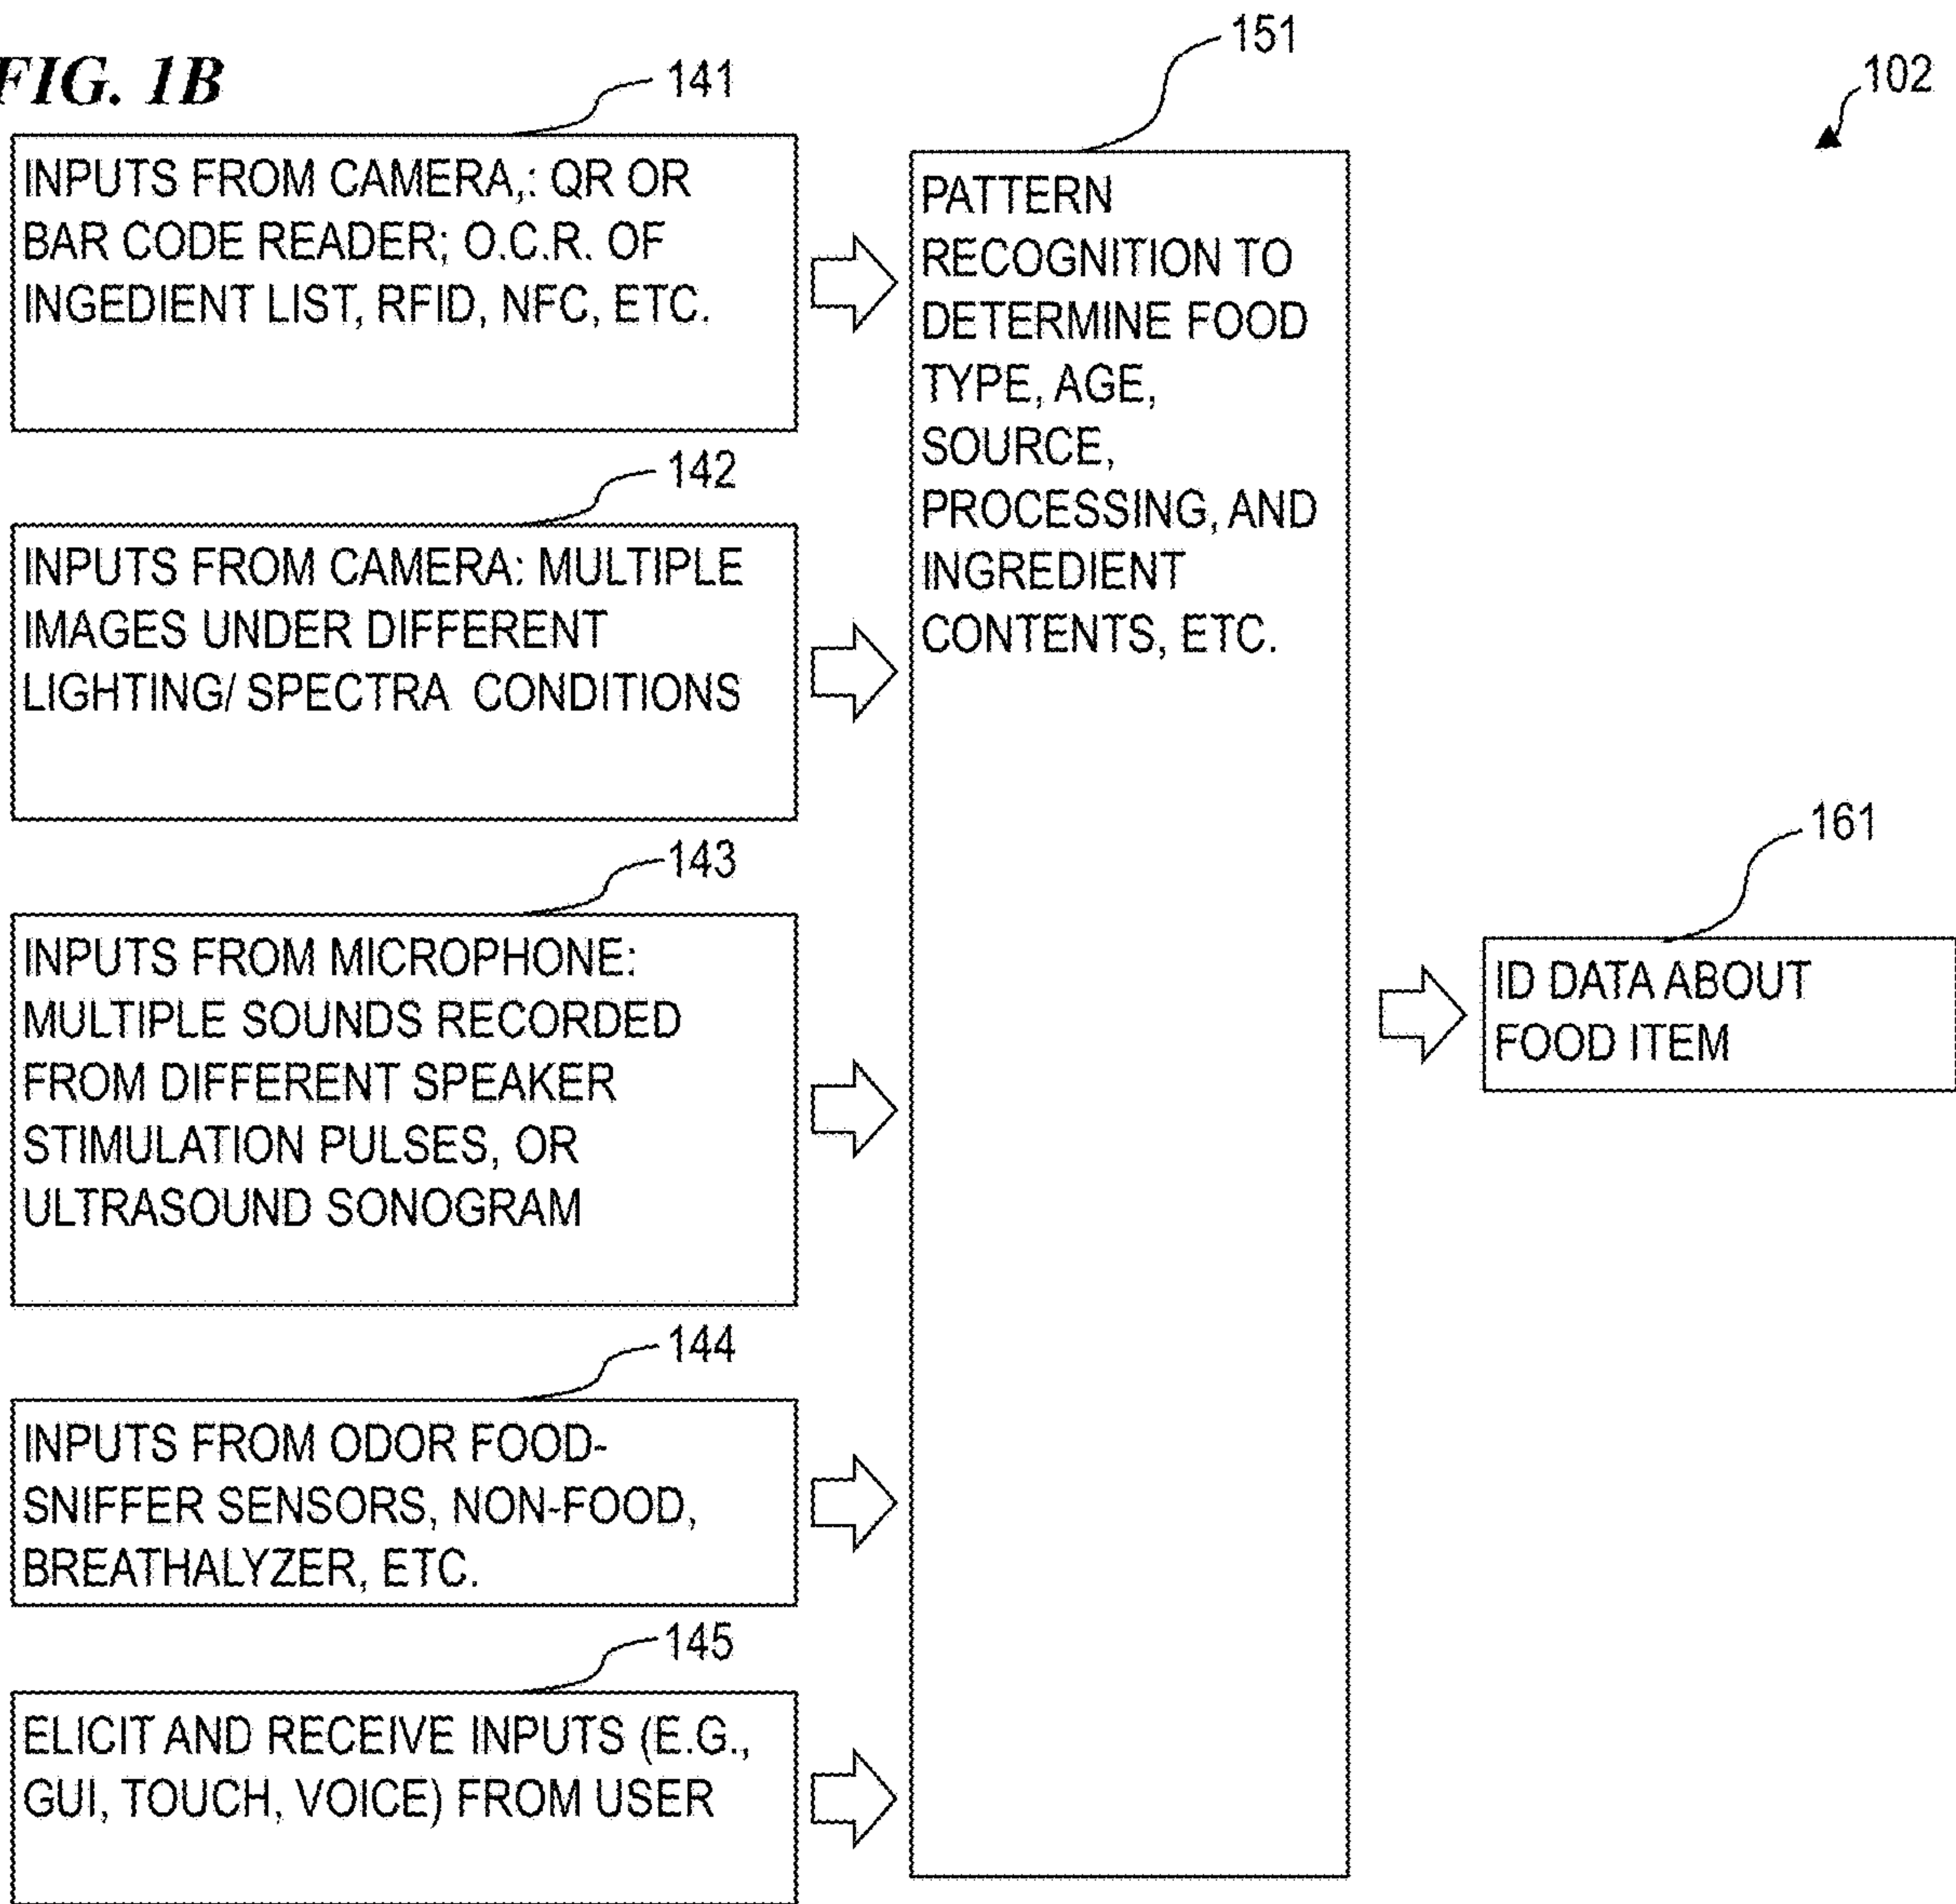 FIG. 1B
141
INPUTS FROM CAMERA,: QR OR
BAR CODE READER; O.C.R. OF
INGEDIENT LIST, RFID, NFC, ETC.
142
INPUTS FROM CAMERA: MULTIPLE
IMAGES UNDER DIFFERENT
LIGHTING/ SPECTRA CONDITIONS
143
INPUTS FROM MICROPHONE:
MULTIPLE SOUNDS RECORDED
FROM DIFFERENT SPEAKER
STIMULATION PULSES, OR
ULTRASOUND SONOGRAM
144
INPUTS FROM ODOR FOOD-
SNIFFER SENSORS, NON-FOOD,
BREATHALYZER, ETC.
145
ELICIT AND RECEIVE INPUTS (E.G.,
GUI, TOUCH, VOICE) FROM USER
151
PATTERN
RECOGNITION TO
DETERMINE FOOD
TYPE, AGE,
SOURCE,
PROCESSING, AND
INGREDIENT
CONTENTS, ETC.
102
161
ID DATA ABOUT
FOOD ITEM